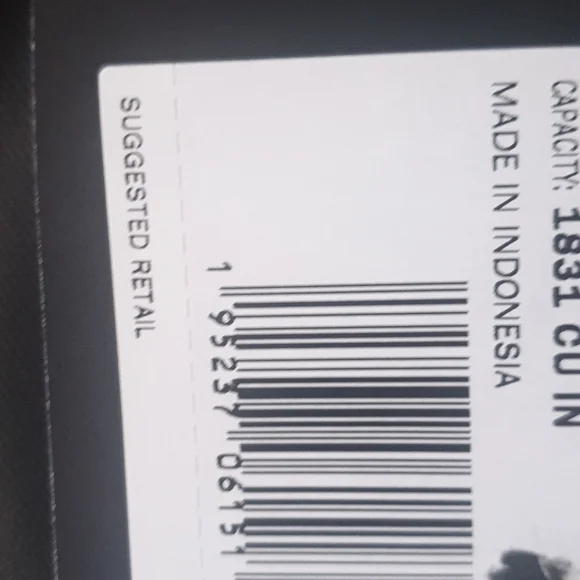 CAPACITY: 1831 CU IN
MADE IN INDONESIA
1 95237 06151
SUGGESTED RETAIL